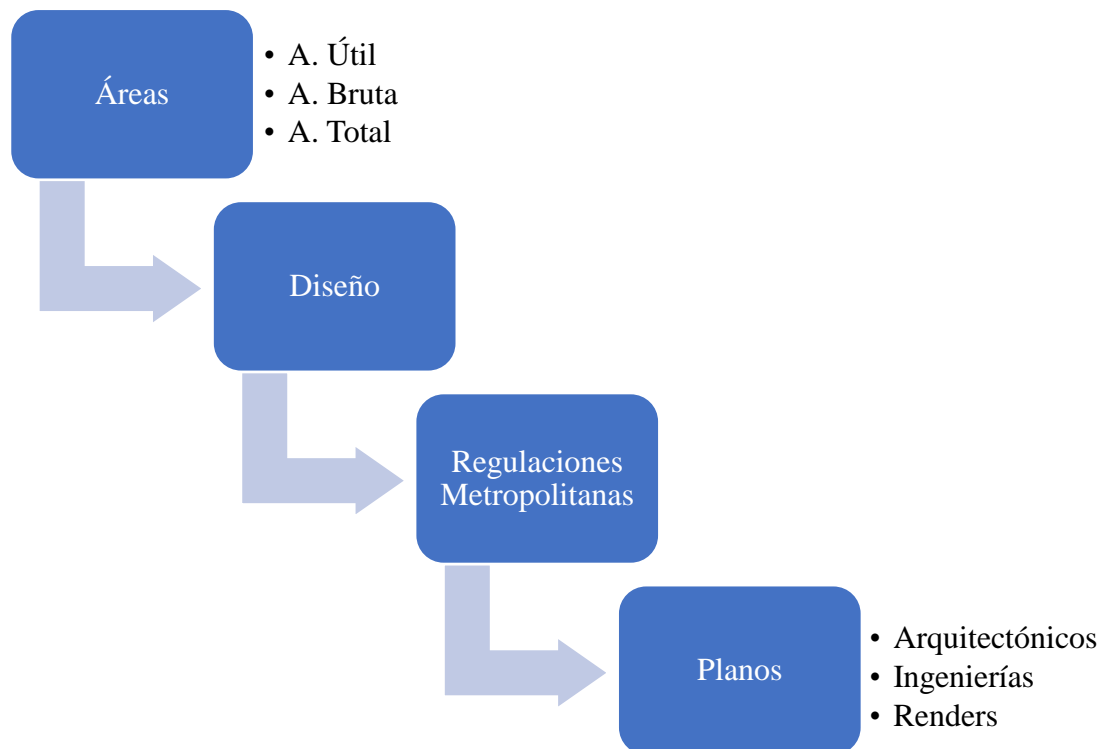 Áreas
• A. Útil
• A. Bruta
• A. Total
Diseño
Regulaciones
Metropolitanas
Planos
• Arquitectónicos
• Ingenierías
• Renders